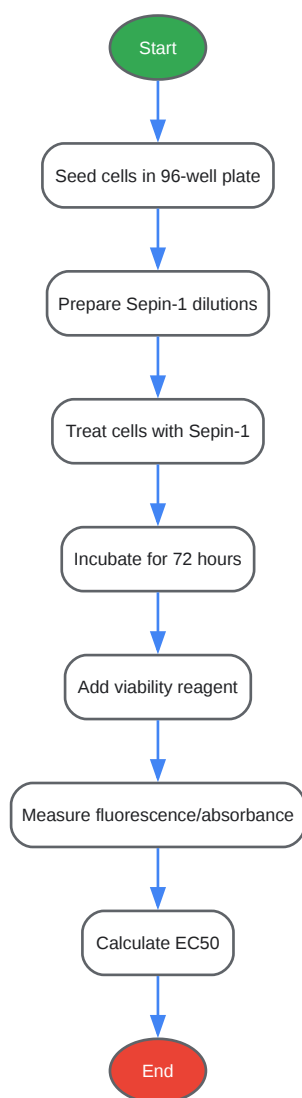 Start
Seed cells in 96-well plate
Prepare Sepin-1 dilutions
Treat cells with Sepin-1
Incubate for 72 hours
Add viability reagent
Measure fluorescence/absorbance
Calculate EC50
End